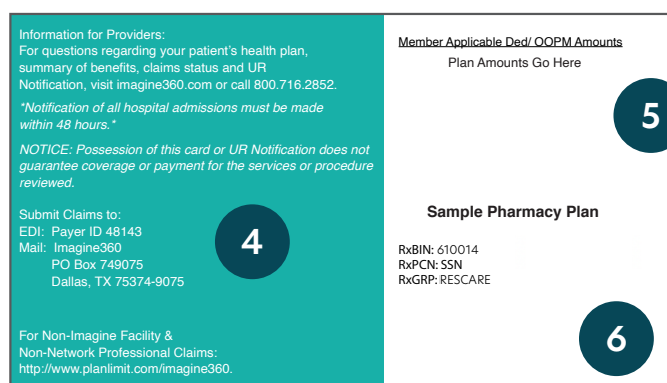 Information for Providers:
For questions regarding your patient's health plan,
summary of benefits, claims status and UR
Notification, visit imagine360.com or call 800.716.2852.
*Notification of all hospital admissions must be made
within 48 hours.*
NOTICE: Possession of this card or UR Notification does not
guarantee coverage or payment for the services or procedure
reviewed.
Submit Claims to:
EDI: Payer ID 48143
Mail: Imagine360
PO Box 749075
Dallas, TX 75374-9075
4
For Non-Imagine Facility &
Non-Network Professional Claims:
http://www.planlimit.com/imagine360.
Member Applicable Ded/ OOPM Amounts
Plan Amounts Go Here
5
Sample Pharmacy Plan
RxBIN: 610014
RxPCN: SSN
RxGRP: RESCARE
6